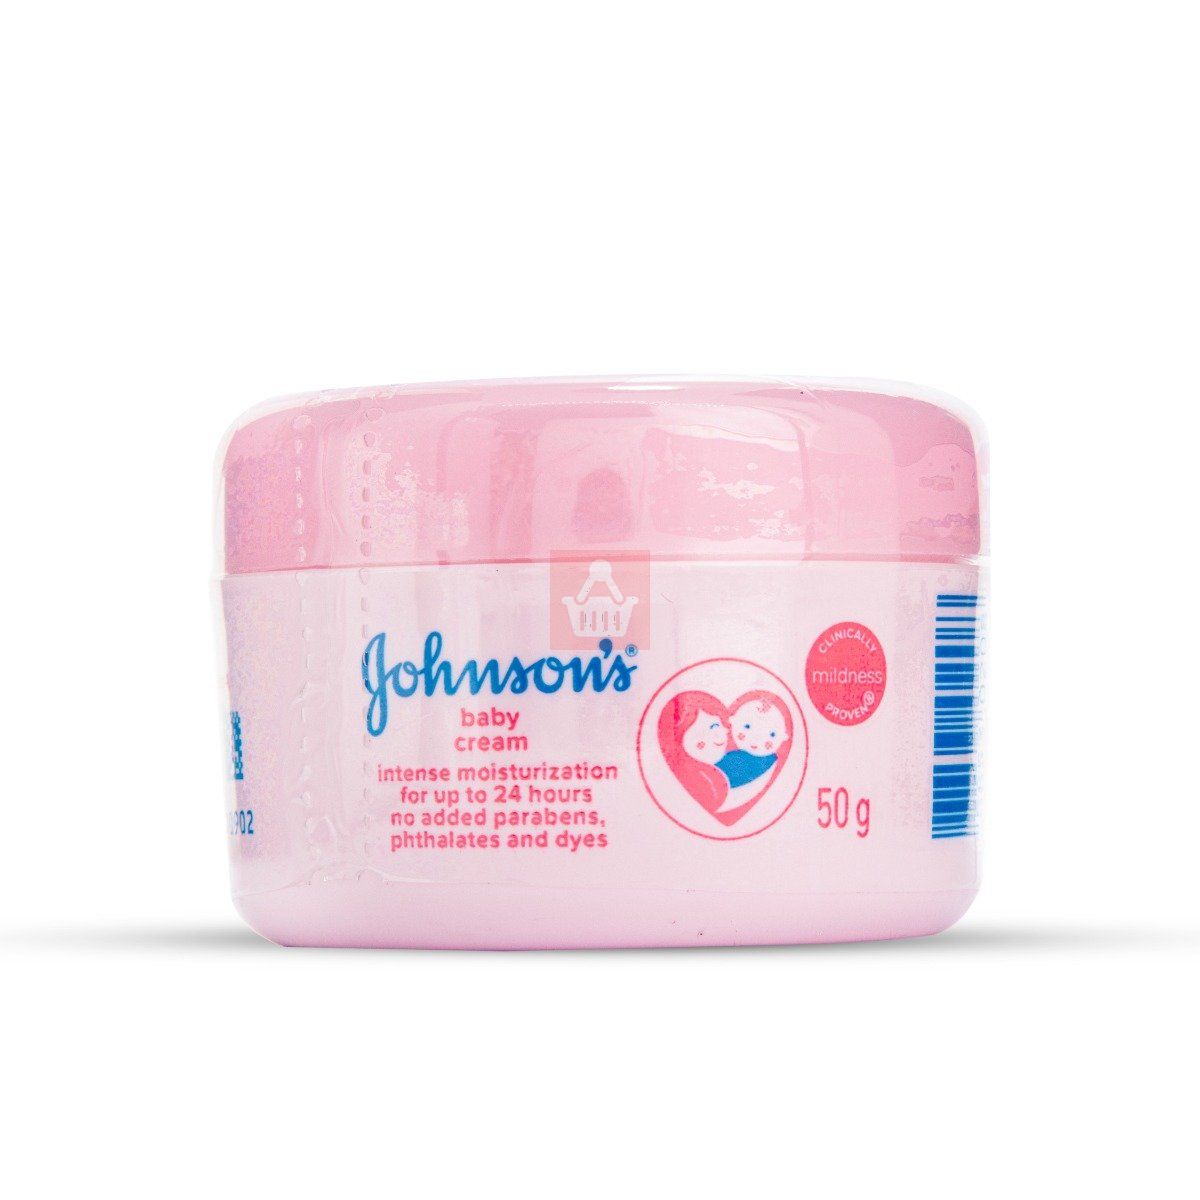 Johnson's®
baby
cream
intense moisturization
for up to 24 hours
no added parabens,
phthalates and dyes
CLINICALLY
mildness
PROVEN®
50 g